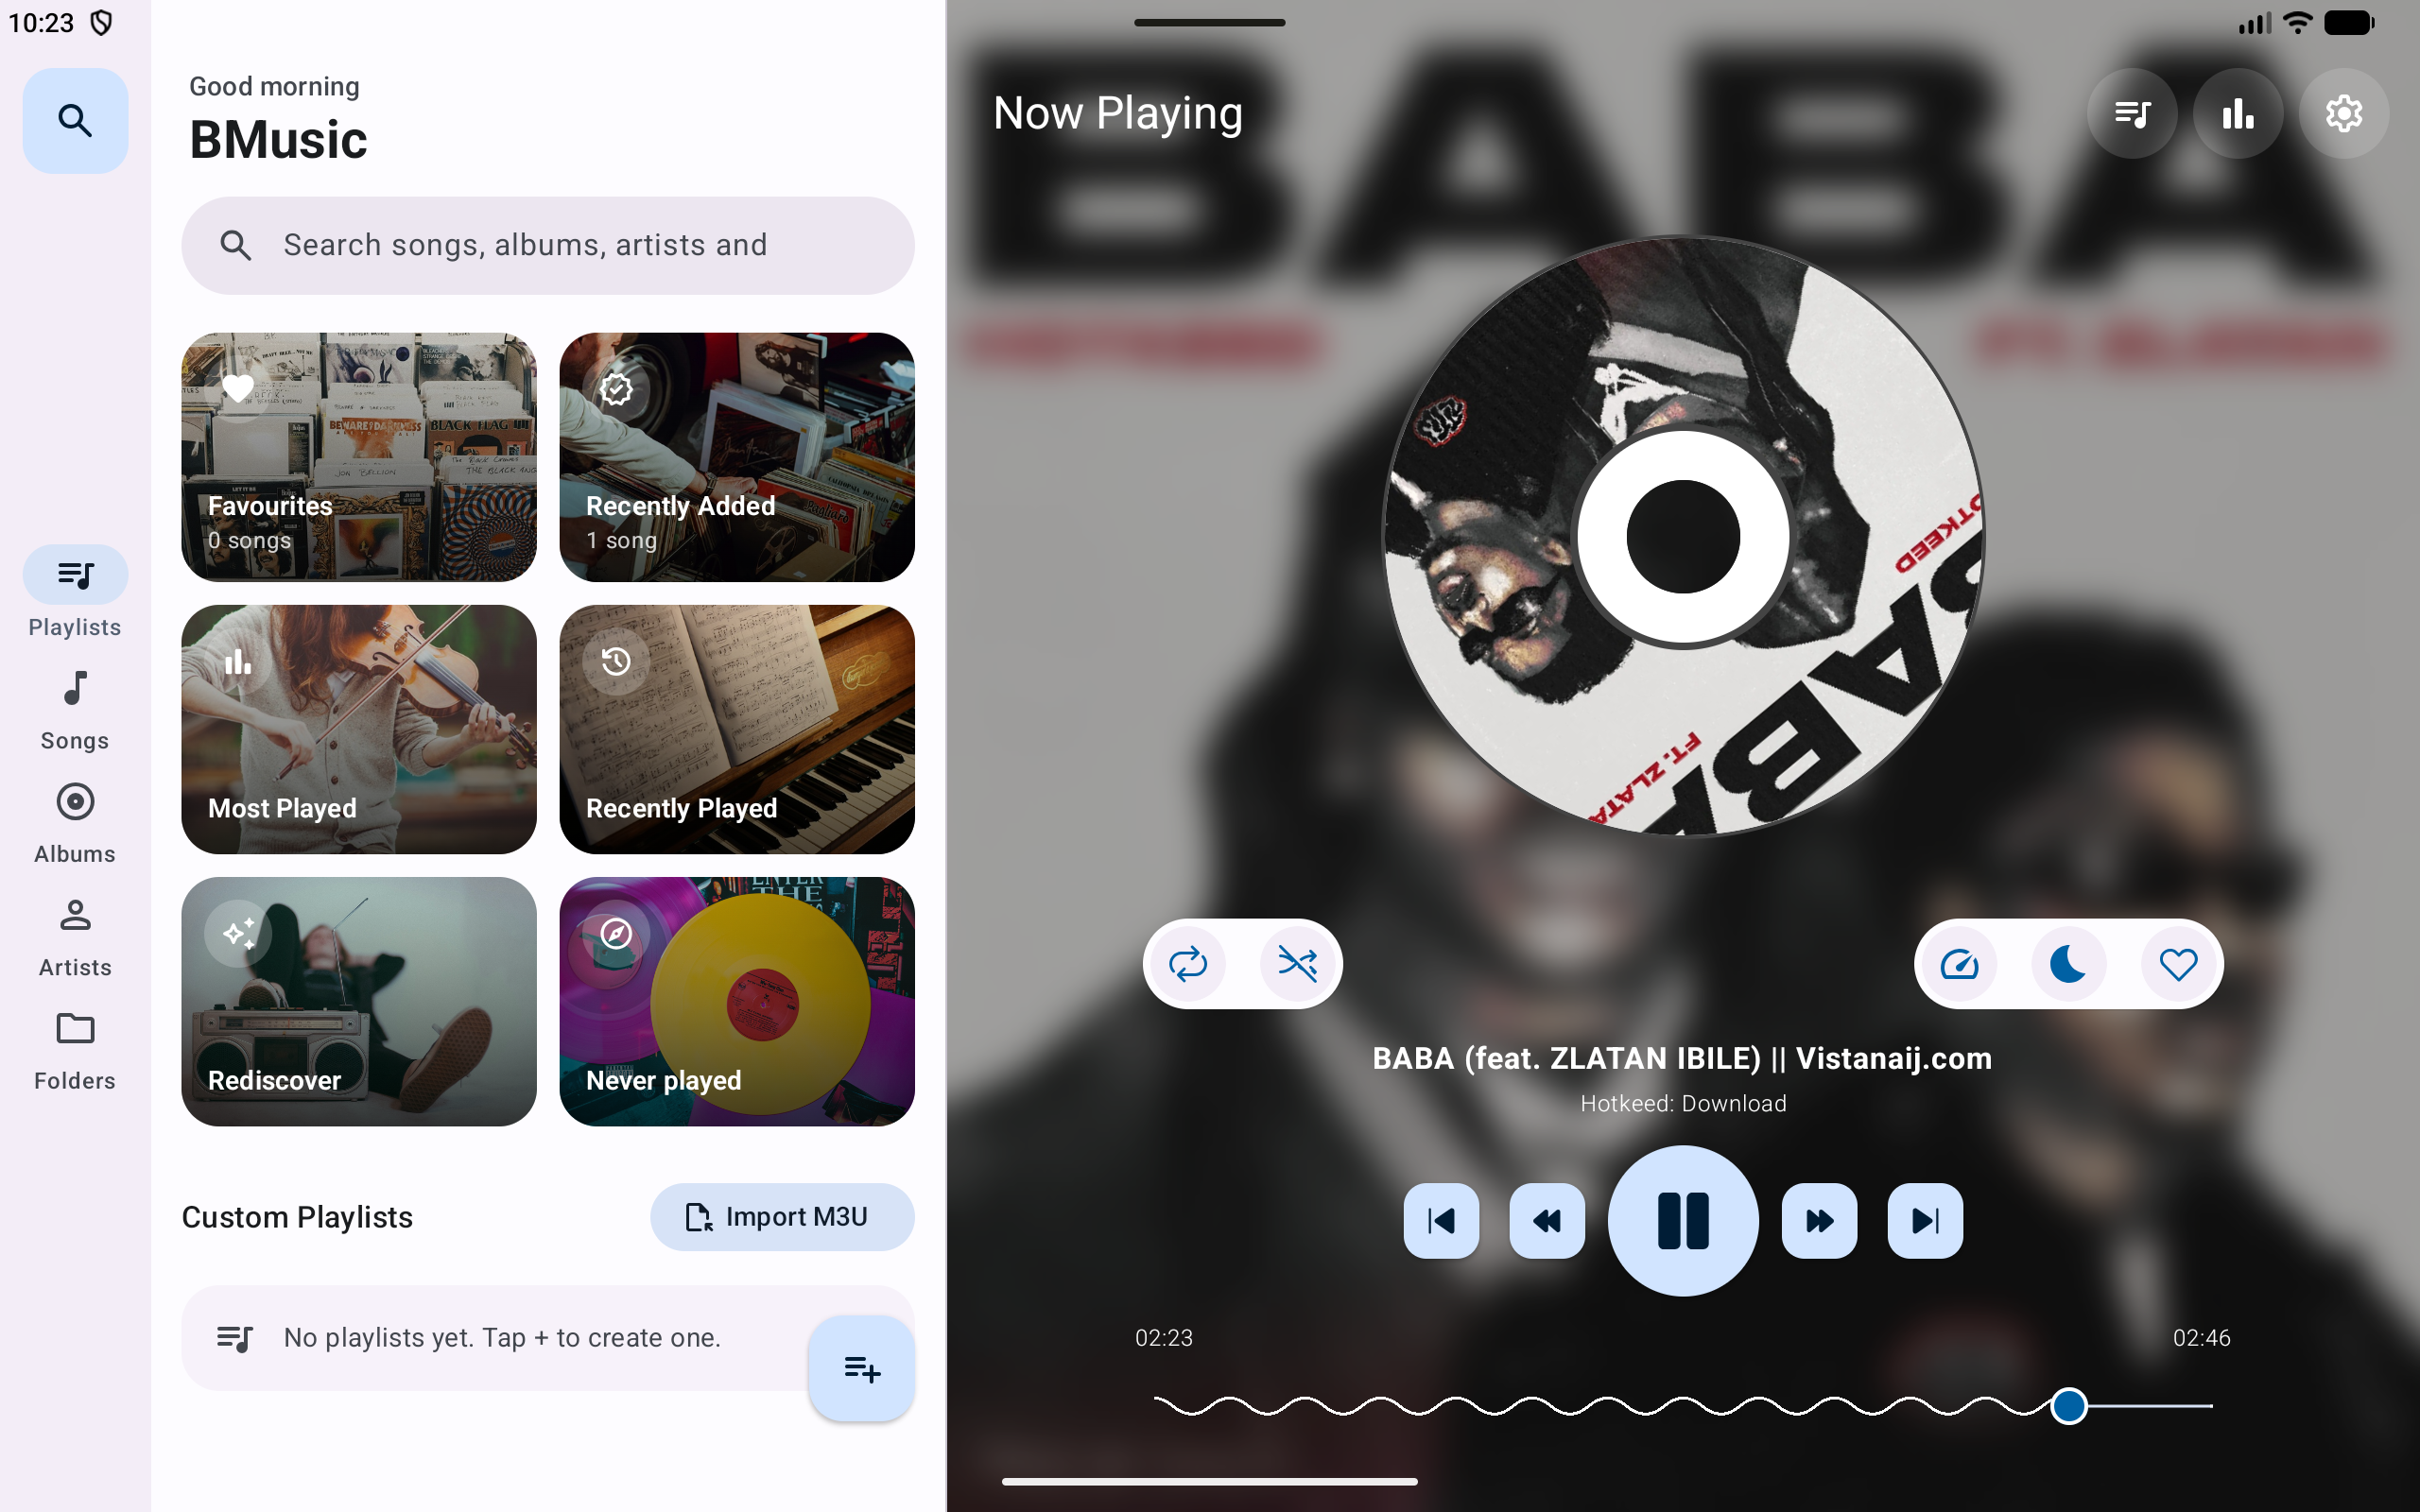 10:23
Good morning
BMusic
Search songs, albums, artists and
Favourites
0 songs
Recently Added
1 song
Most Played
Recently Played
Rediscover
Never played
Custom Playlists
Import M3U
No playlists yet. Tap + to create one.
Playlists
Songs
Albums
Artists
Folders
BABA
Now Playing
BABA (feat. ZLATAN IBILE) || Vistanaij.com
Hotkeed: Download
02:23
02:46